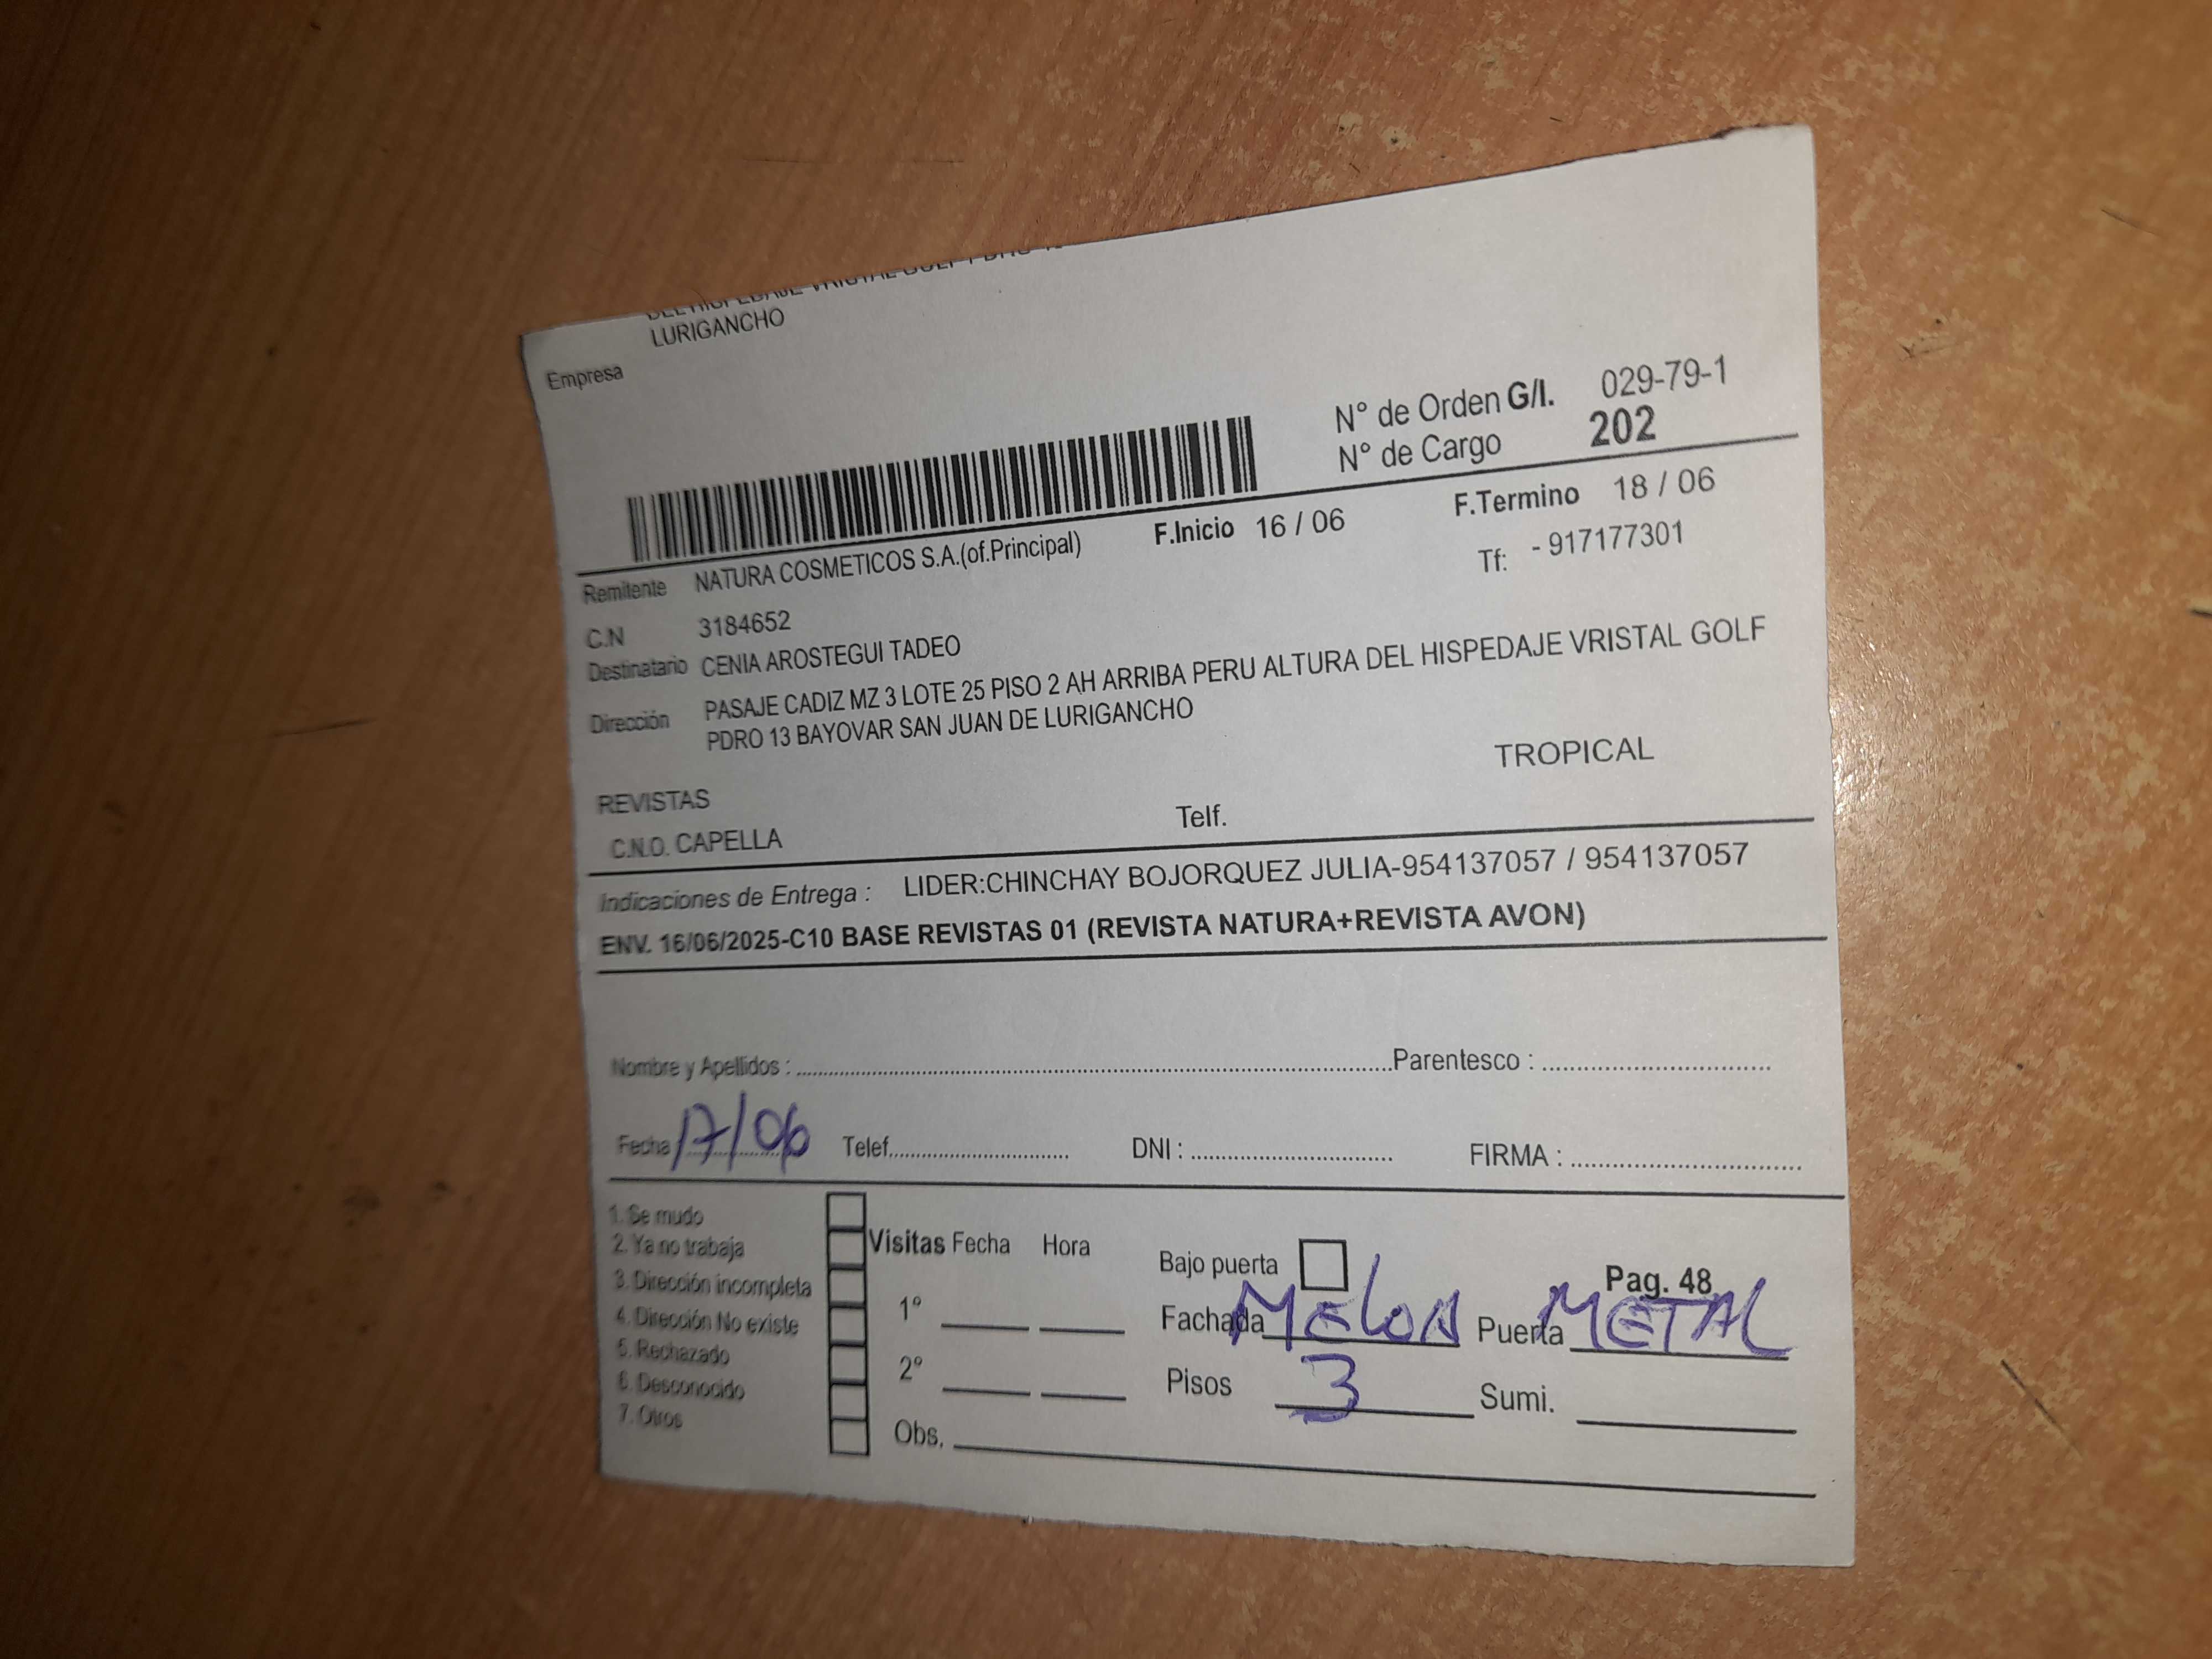 LURIGANCHO
Empresa
N° de Orden G/I. 029-79-1
N° de Cargo 202
F.Inicio 16 / 06 F.Termino 18 / 06
Remitente NATURA COSMETICOS S.A.(of.Principal) Tf: - 917177301
C.N 3184652
Destinatario CENIA AROSTEGUI TADEO
Dirección PASAJE CADIZ MZ 3 LOTE 25 PISO 2 AH ARRIBA PERU ALTURA DEL HISPEDAJE VRISTAL GOLF
PDRO 13 BAYOVAR SAN JUAN DE LURIGANCHO
TROPICAL
REVISTAS
C.N.O. CAPELLA Telf.
Indicaciones de Entrega : LIDER:CHINCHAY BOJORQUEZ JULIA-954137057 / 954137057
ENV. 16/06/2025-C10 BASE REVISTAS 01 (REVISTA NATURA+REVISTA AVON)
Nombre y Apellidos : Parentesco :
Fecha 17/06 Telef. DNI : FIRMA :
1. Se mudo
2. Ya no trabaja
3. Dirección incompleta
4. Dirección No existe
5. Rechazado
6. Desconocido
7. Otros
Visitas Fecha Hora
1°
2°
Obs.
Bajo puerta Pag. 48
Fachada MELON Puerta METAL
Pisos 3 Sumi.